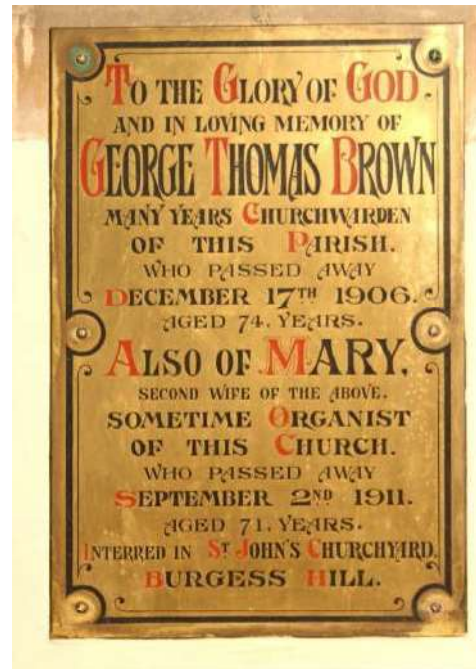 TO THE GLORY OF GOD.
AND IN LOVING MEMORY OF
GEORGE THOMAS BROWN
MANY YEARS CHURCHWARDEN
OF THIS PARISH.
WHO PASSED AWAY
DECEMBER 17TH 1906.
AGED 74. YEARS.
ALSO OF MARY,
SECOND WIFE OF THE ABOVE.
SOMETIME ORGANIST
OF THIS CHURCH.
WHO PASSED AWAY
SEPTEMBER 2ND 1911.
AGED 71. YEARS.
INTERRED IN ST JOHN'S CHURCHYARD.
BURGESS HILL.